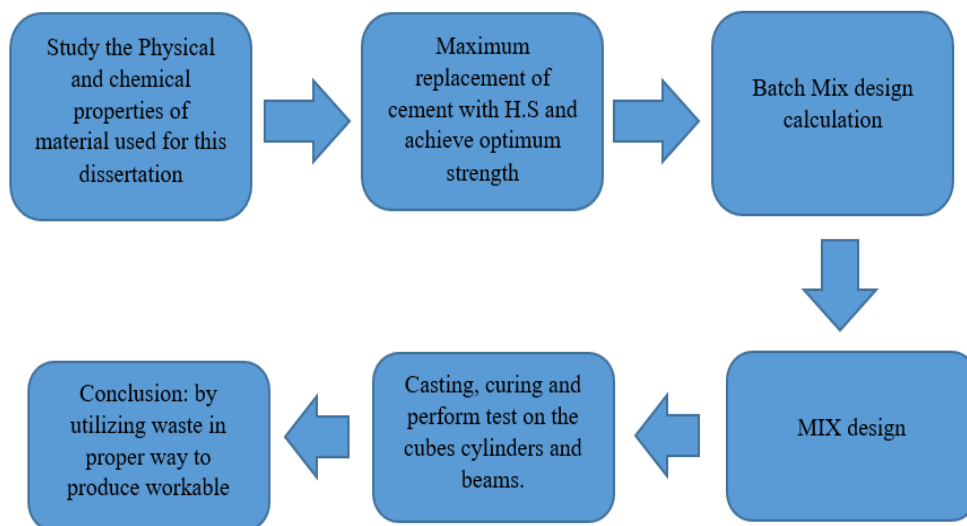 Study the Physical
and chemical
properties of
material used for this
dissertation
Maximum
replacement of
cement with H.S and
achieve optimum
strength
Batch Mix design
calculation
MIX design
Casting, curing and
perform test on the
cubes cylinders and
beams.
Conclusion: by
utilizing waste in
proper way to
produce workable